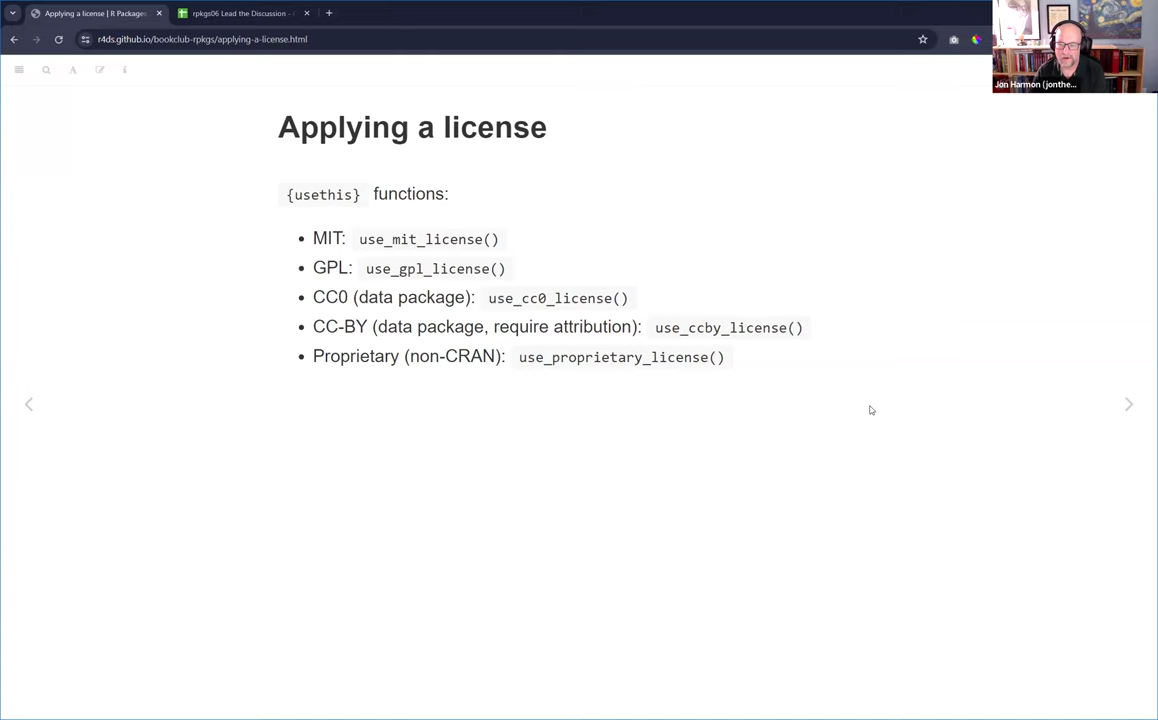 Applying a license | R Packages
rpkgs06 Lead the Discussion -
r4ds.github.io/bookclub-rpkgs/applying-a-license.html
Jon Harmon (jonthe...
Applying a license
{usethis} functions:
• MIT: use_mit_license()
• GPL: use_gpl_license()
• CC0 (data package): use_cc0_license()
• CC-BY (data package, require attribution): use_ccby_license()
• Proprietary (non-CRAN): use_proprietary_license()